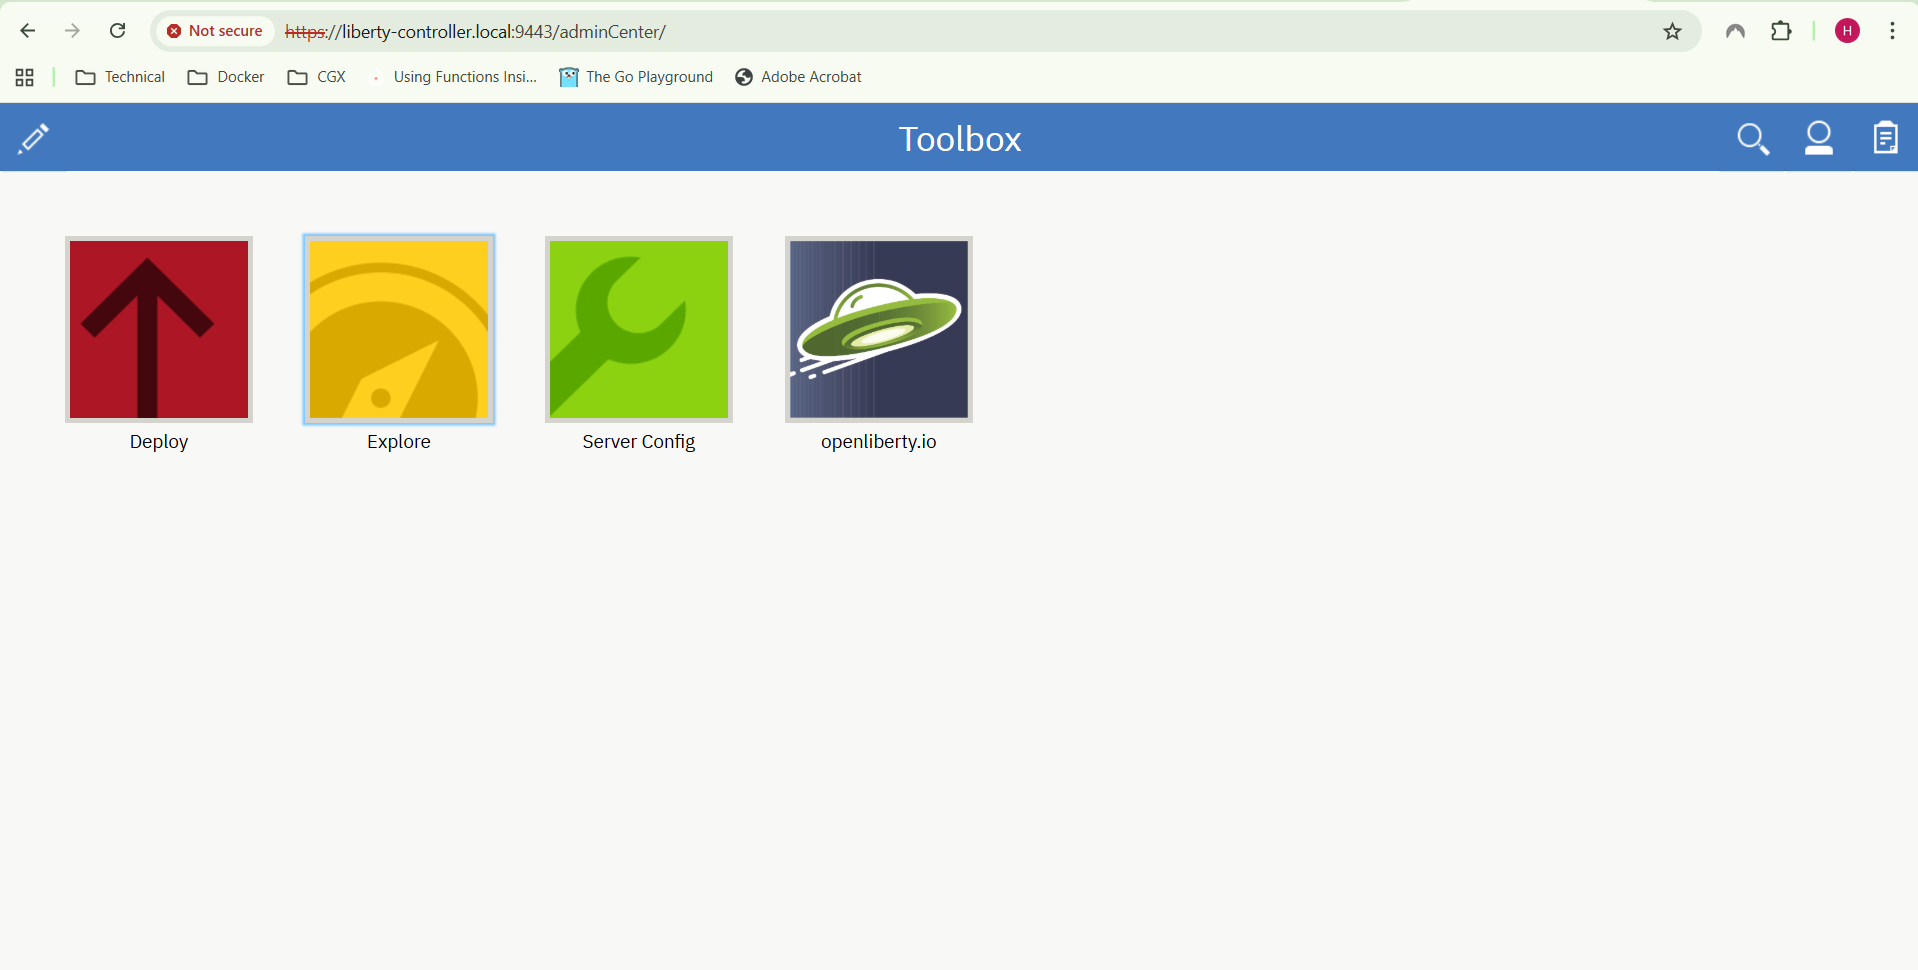 Not secure https://liberty-controller.local:9443/adminCenter/ H
Technical Docker CGX Using Functions Insi... The Go Playground Adobe Acrobat
Toolbox
Deploy Explore Server Config openliberty.io